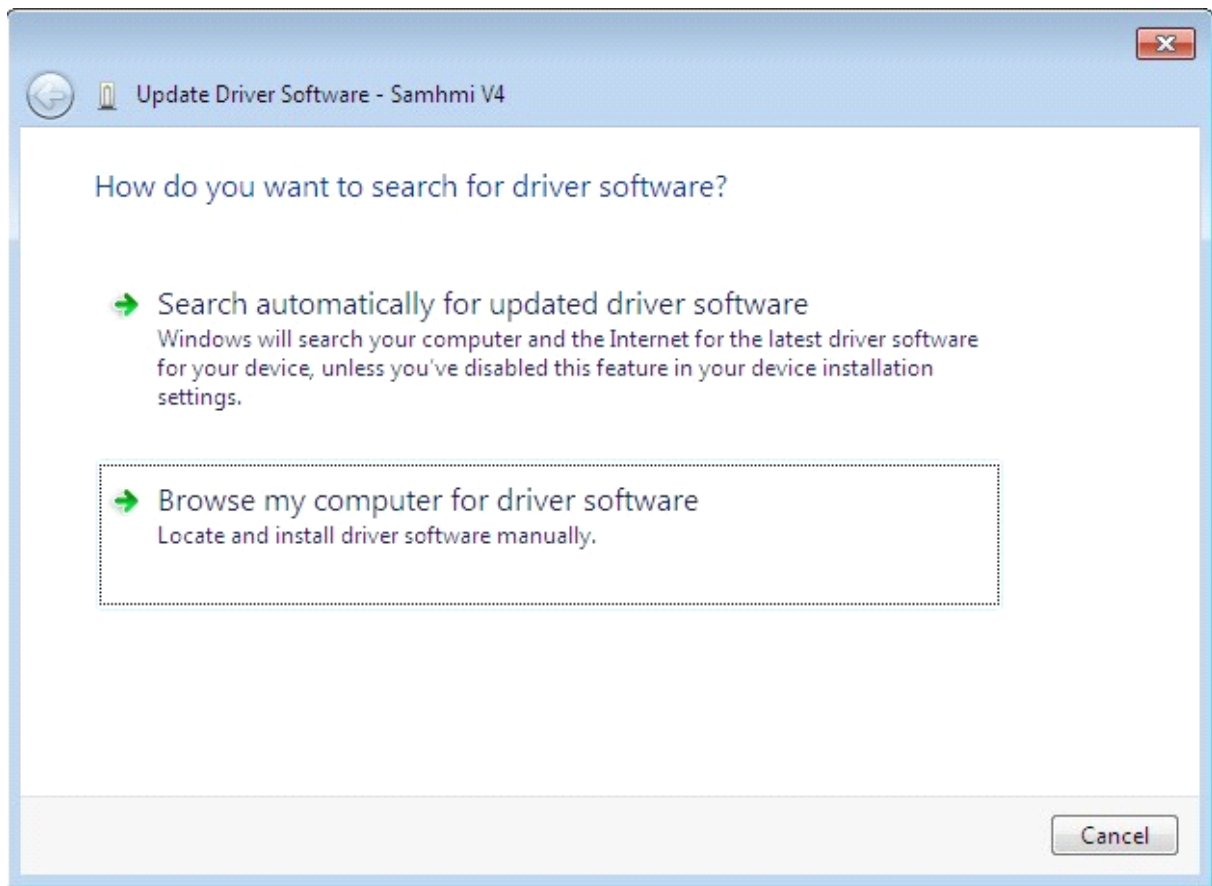 Update Driver Software - Samhmi V4
How do you want to search for driver software?
Search automatically for updated driver software
Windows will search your computer and the Internet for the latest driver software
for your device, unless you've disabled this feature in your device installation
settings.
Browse my computer for driver software
Locate and install driver software manually.
Cancel